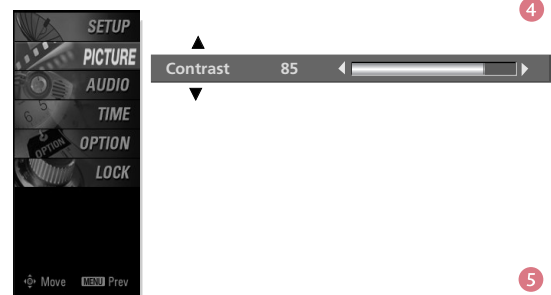 4
SETUP
PICTURE
Contrast 85
AUDIO
TIME
OPTION
LOCK
Move MENU Prev
5